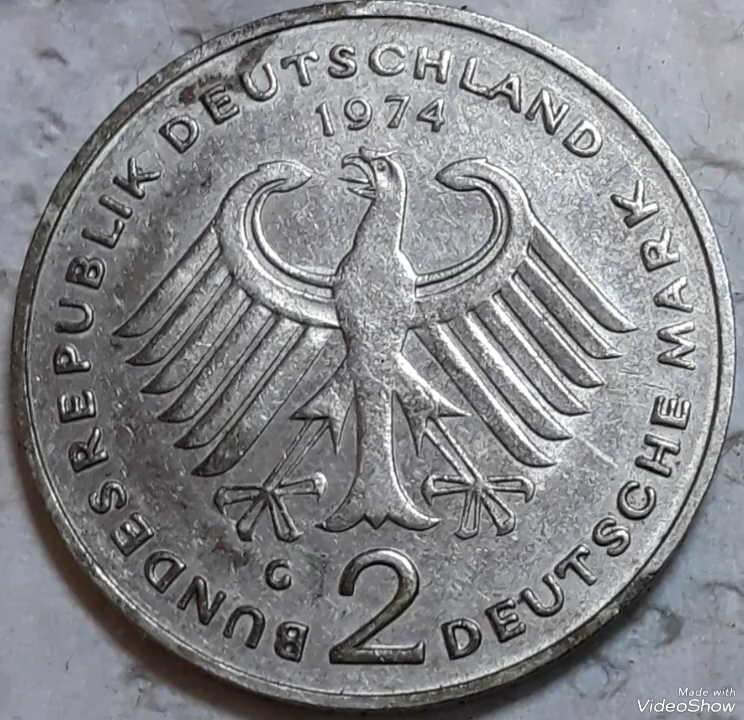 BUNDESREPUBLIK DEUTSCHLAND
1974
G
2 DEUTSCHE MARK
Made with
VideoShow